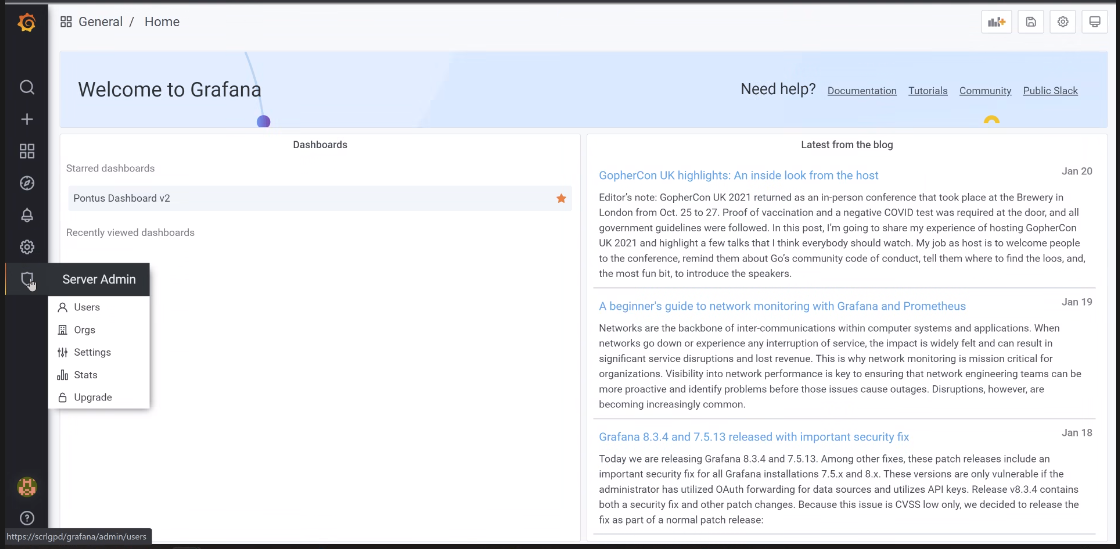 General / Home
Welcome to Grafana
Need help? Documentation Tutorials Community Public Slack
Dashboards
Starred dashboards
Pontus Dashboard v2
Recently viewed dashboards
Server Admin
Users
Orgs
Settings
Stats
Upgrade
https://scrlgpd/grafana/admin/users
Latest from the blog
GopherCon UK highlights: An inside look from the host
Jan 20
Editor's note: GopherCon UK 2021 returned as an in-person conference that took place at the Brewery in
London from Oct. 25 to 27. Proof of vaccination and a negative COVID test was required at the door, and all
government guidelines were followed. In this post, I'm going to share my experience of hosting GopherCon
UK 2021 and highlight a few talks that I think everybody should watch. My job as host is to welcome people
to the conference, remind them about Go's community code of conduct, tell them where to find the loos, and,
the most fun bit, to introduce the speakers.
A beginner's guide to network monitoring with Grafana and Prometheus
Jan 19
Networks are the backbone of inter-communications within computer systems and applications. When
networks go down or experience any interruption of service, the impact is widely felt and can result in
significant service disruptions and lost revenue. This is why network monitoring is mission critical for
organizations. Visibility into network performance is key to ensuring that network engineering teams can be
more proactive and identify problems before those issues cause outages. Disruptions, however, are
becoming increasingly common.
Grafana 8.3.4 and 7.5.13 released with important security fix
Jan 18
Today we are releasing Grafana 8.3.4 and 7.5.13. Among other fixes, these patch releases include an
important security fix for all Grafana installations 7.5.x and 8.x. These versions are only vulnerable if the
administrator has utilized OAuth forwarding for data sources and utilizes API keys. Release v8.3.4 contains
both a security fix and other patch changes. Because this issue is CVSS low only, we decided to release the
fix as part of a normal patch release: